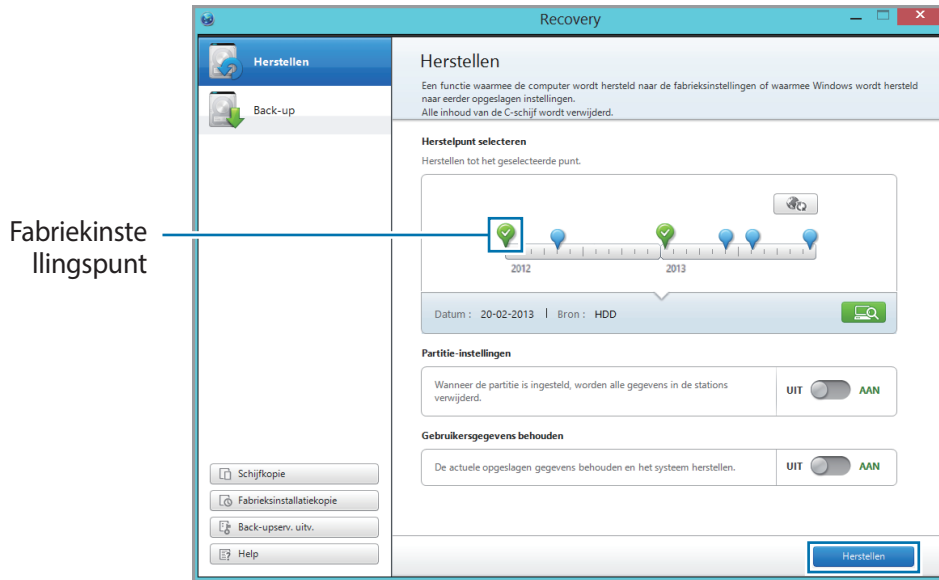 Recovery
Herstellen
Back-up
Herstellen
Een functie waarmee de computer wordt hersteld naar de fabrieksinstellingen of waarmee Windows wordt hersteld
naar eerder opgeslagen instellingen.
Alle inhoud van de C-schijf wordt verwijderd.
Herstelpunt selecteren
Herstellen tot het geselecteerde punt.
Fabriekinste
llingspunt
2012
2013
Datum : 20-02-2013 | Bron : HDD
Partitie-instellingen
Wanneer de partitie is ingesteld, worden alle gegevens in de stations
verwijderd.
UIT AAN
Gebruikersgegevens behouden
De actuele opgeslagen gegevens behouden en het systeem herstellen.
UIT AAN
Schijfkopie
Fabrieksinstallatiekopie
Back-upserv. uitv.
Help
Herstellen